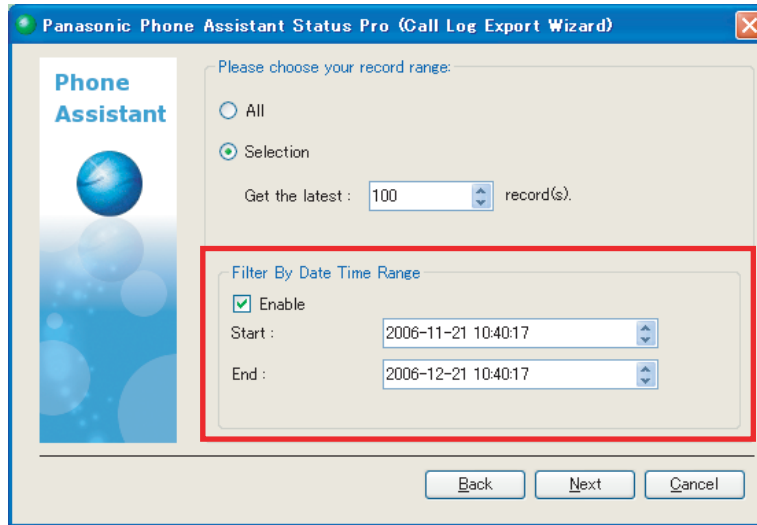 Panasonic Phone Assistant Status Pro (Call Log Export Wizard)
Phone
Assistant
Please choose your record range:
All
Selection
Get the latest : 100 record(s).
Filter By Date Time Range
Enable
Start : 2006-11-21 10:40:17
End : 2006-12-21 10:40:17
Back Next Cancel